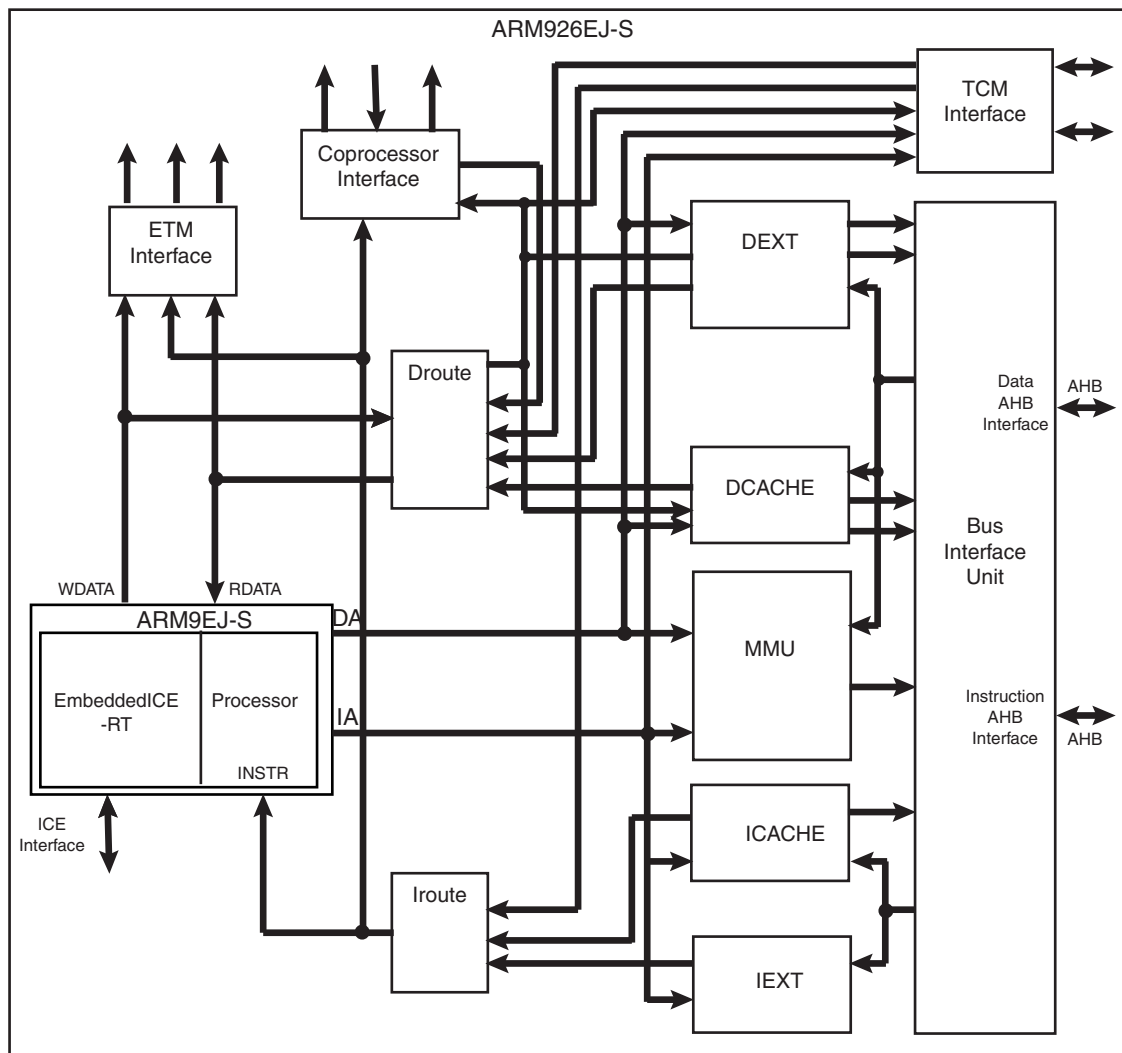 ARM926EJ-S
TCM
Interface
Coprocessor
Interface
ETM
Interface
DEXT
Droute
Data
AHB
Interface
AHB
DCACHE
Bus
Interface
Unit
WDATA
RDATA
ARM9EJ-S
DA
MMU
EmbeddedICE
-RT
Processor
IA
Instruction
AHB
Interface
AHB
INSTR
ICE
Interface
ICACHE
Iroute
IEXT